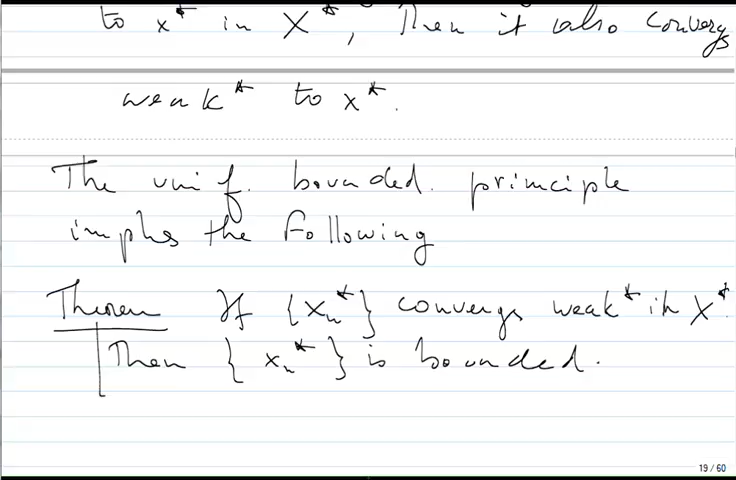 to x* in X*, Then it also converg
weak* to x*.
The unif. bounded. principle
implies the following
Theorem If {xₙ*} converges weak* in X*
Then {xₙ*} is bounded.
19 / 60